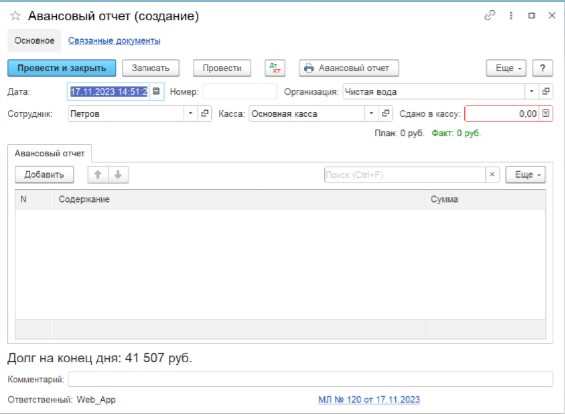 Авансовый отчет (создание)
Основное Связанные документы
Провести и закрыть Записать Провести Дт Кт Авансовый отчет Еще ?
Дата: 17.11.2023 14:51:2 Номер: Организация: Чистая вода
Сотрудник: Петров Касса: Основная касса Сдано в кассу: 0,00
План: 0 руб. Факт: 0 руб.
Авансовый отчет
Добавить Поиск (Ctrl+F) × Еще
N Содержание Сумма
Долг на конец дня: 41 507 руб.
Комментарий:
Ответственный: Web_App МЛ № 120 от 17.11.2023